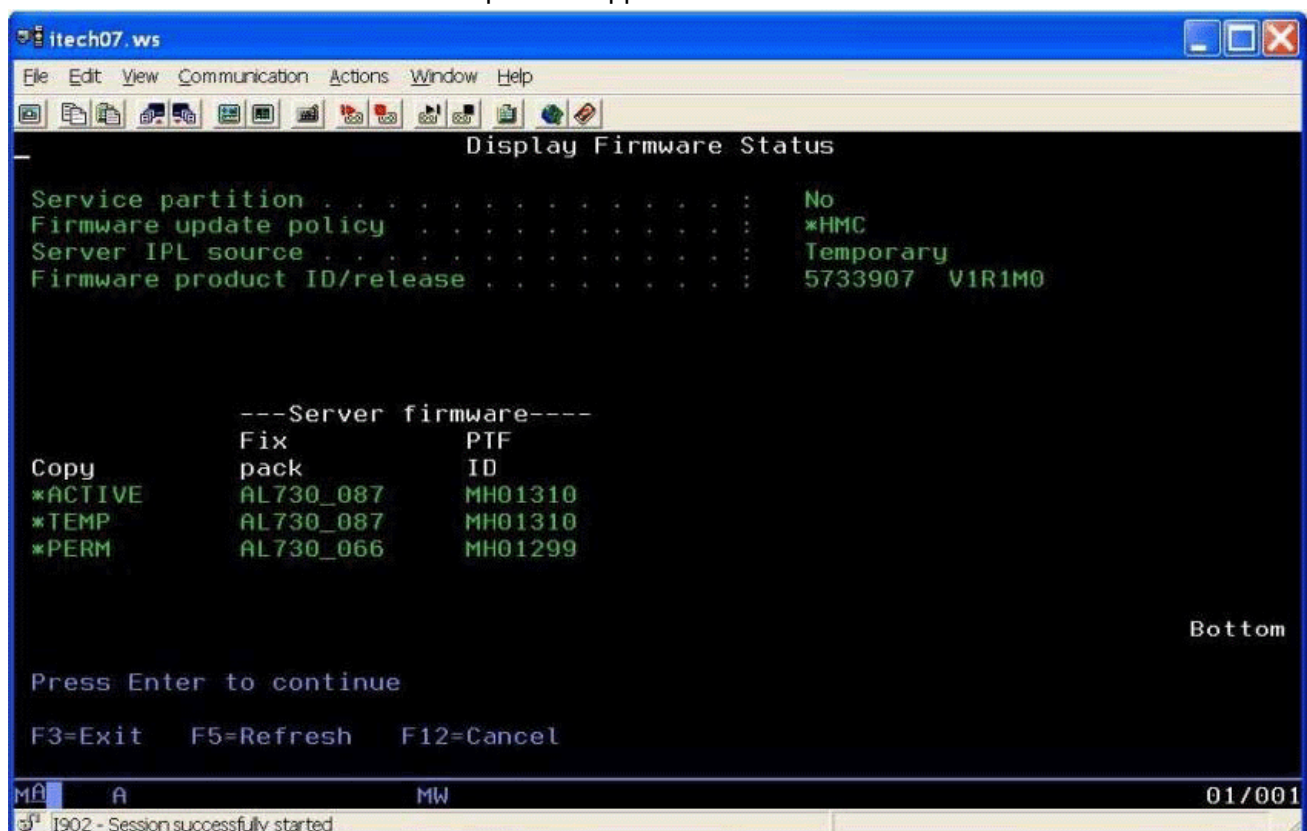 itech07.ws
File Edit View Communication Actions Window Help
Display Firmware Status
Service partition . . . . . . . . . . . . . : No
Firmware update policy . . . . . . . . . . : *HMC
Server IPL source . . . . . . . . . . . . . : Temporary
Firmware product ID/release . . . . . . . . : 5733907 V1R1M0
---Server firmware----
Fix PTF
Copy pack ID
*ACTIVE AL730_087 MH01310
*TEMP AL730_087 MH01310
*PERM AL730_066 MH01299
Bottom
Press Enter to continue
F3=Exit F5=Refresh F12=Cancel
MA A MW 01/001
I902 - Session successfully started